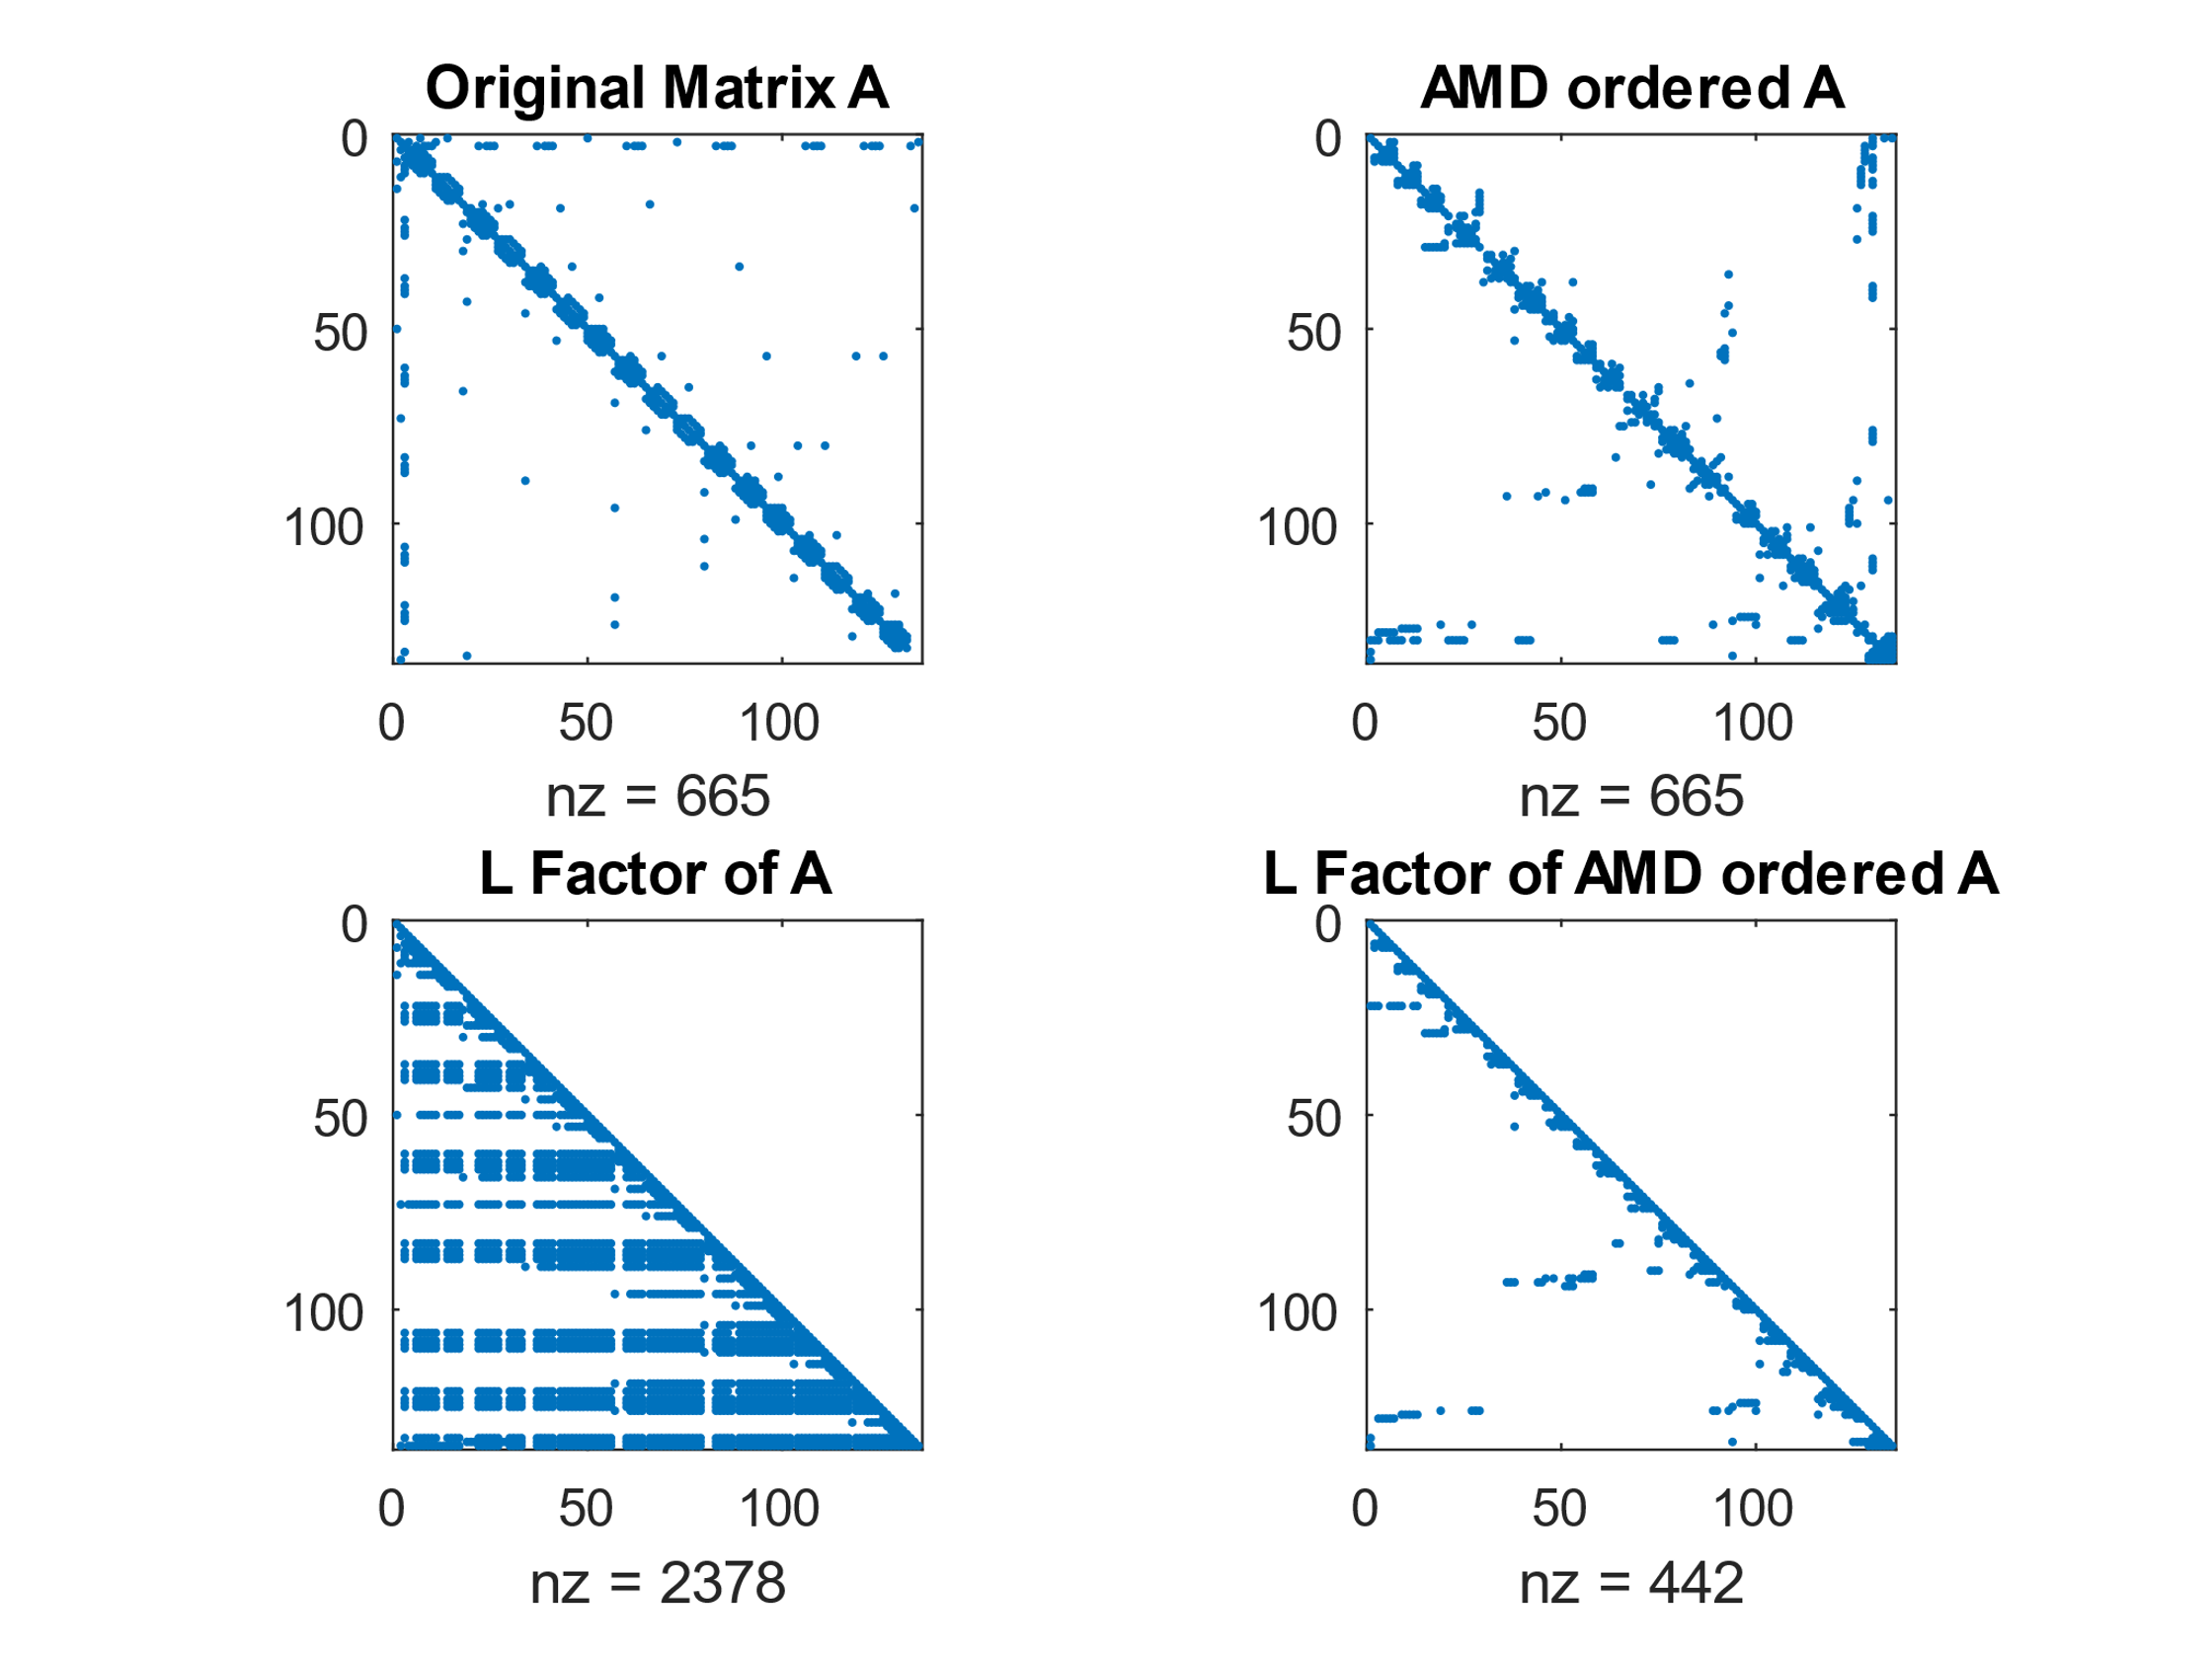 Original Matrix A
0
50
100
0 50 100
nz = 665
AMD ordered A
0
50
100
0 50 100
nz = 665
L Factor of A
0
50
100
0 50 100
nz = 2378
L Factor of AMD ordered A
0
50
100
0 50 100
nz = 442